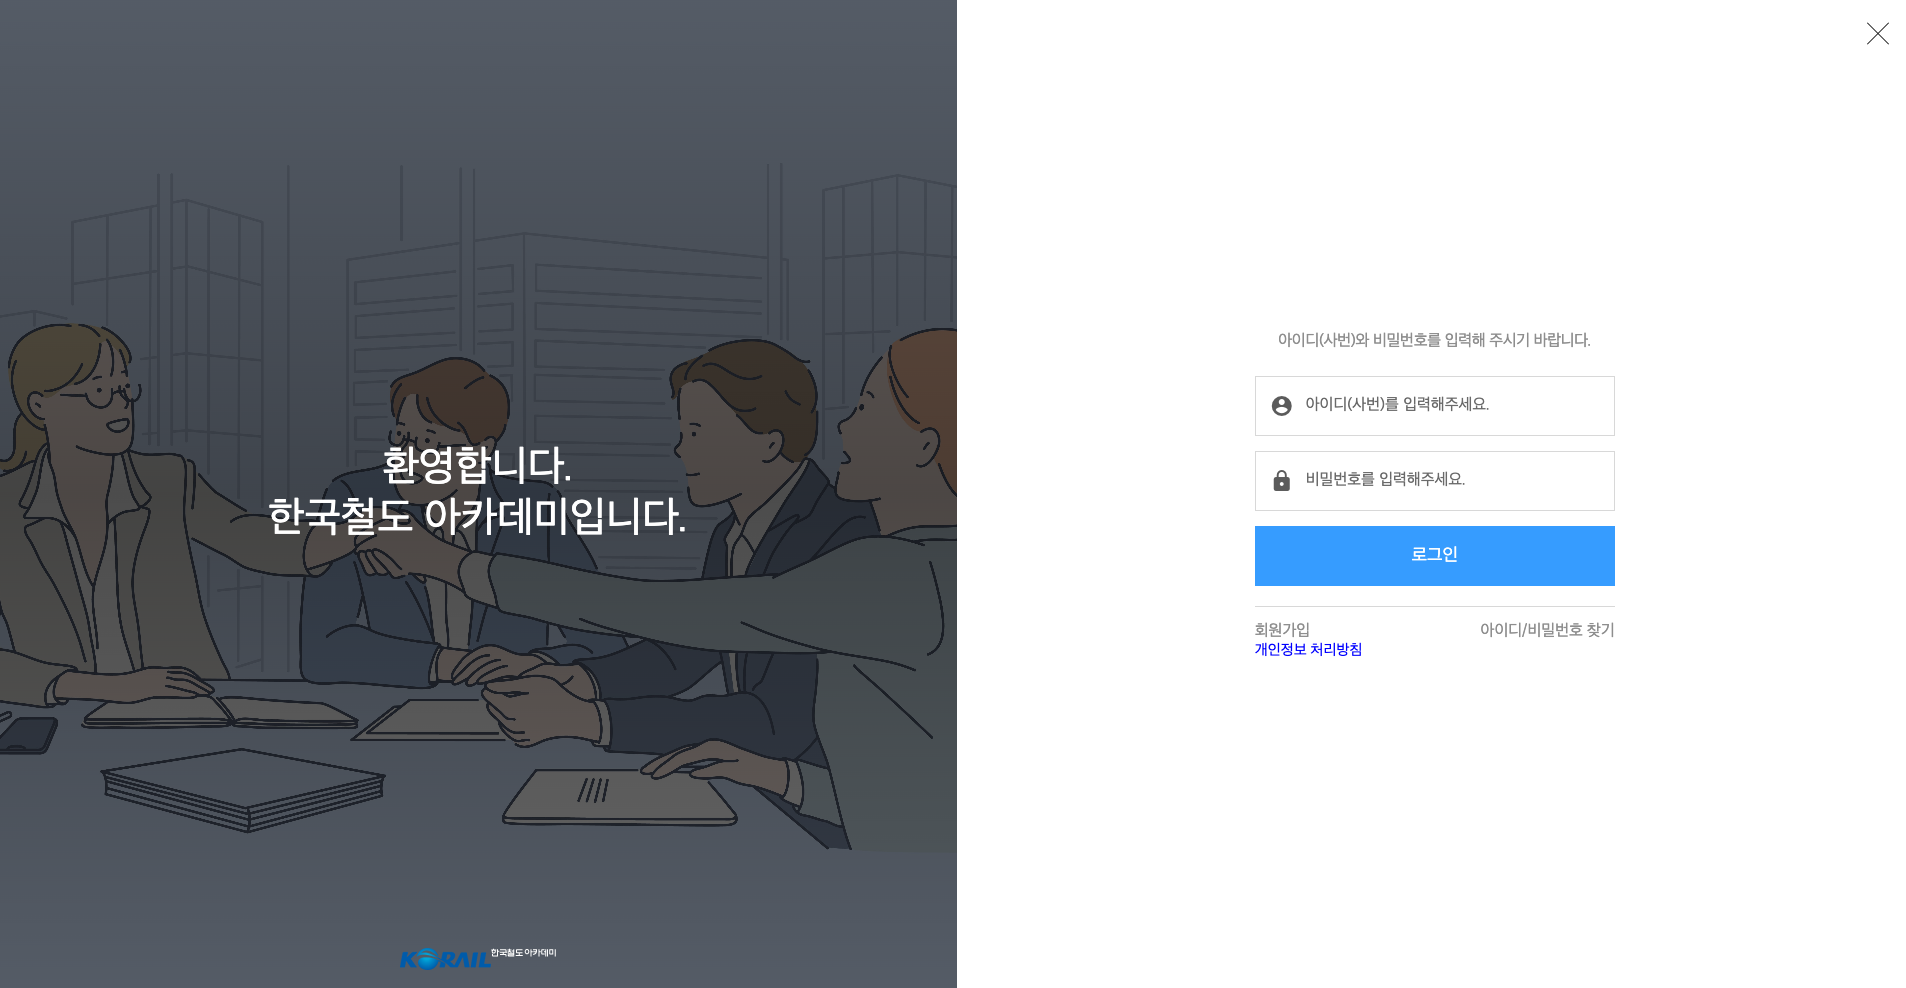 환영합니다.
한국철도 아카데미입니다.
KORAIL 한국철도 아카데미
아이디(사번)와 비밀번호를 입력해 주시기 바랍니다.
아이디(사번)를 입력해주세요.
비밀번호를 입력해주세요.
로그인
회원가입 아이디/비밀번호 찾기
개인정보 처리방침